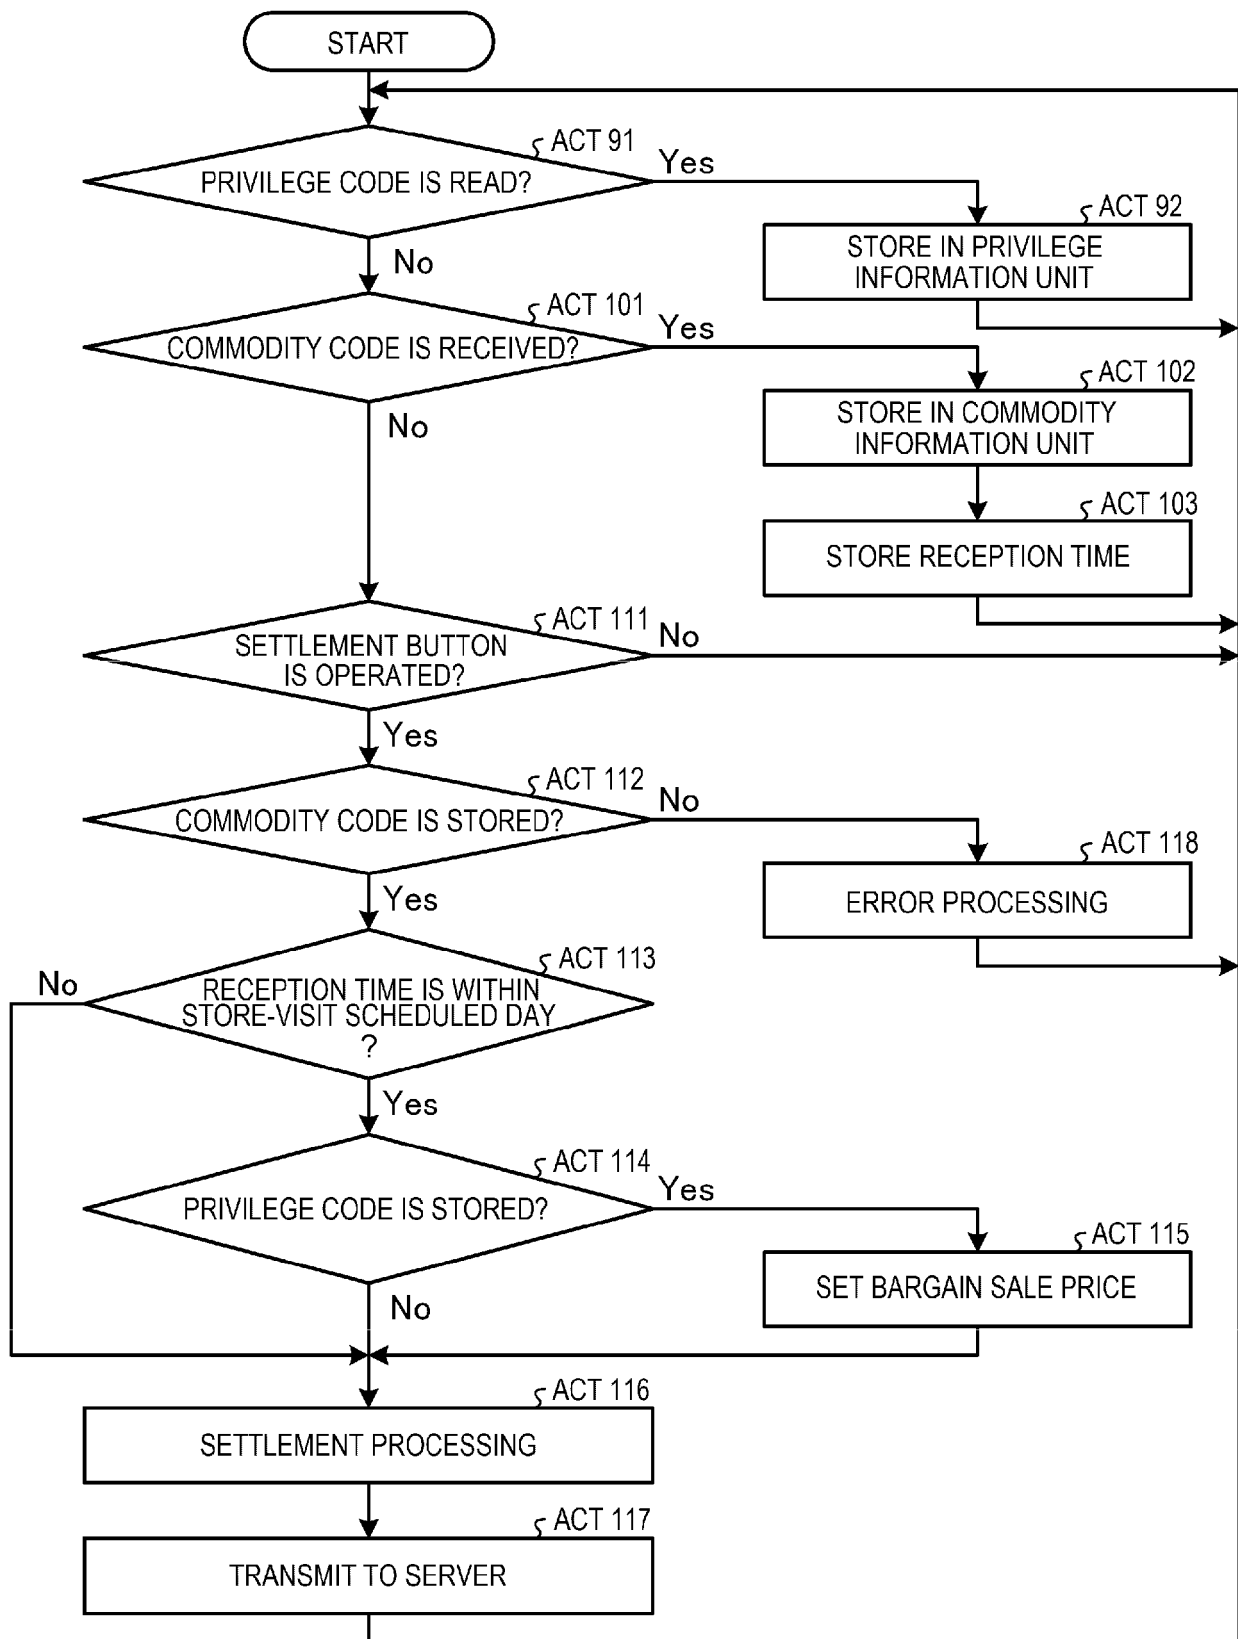 START
ACT 91
PRIVILEGE CODE IS READ?
Yes
ACT 92
STORE IN PRIVILEGE
INFORMATION UNIT
No
ACT 101
COMMODITY CODE IS RECEIVED?
Yes
ACT 102
STORE IN COMMODITY
INFORMATION UNIT
No
ACT 103
STORE RECEPTION TIME
ACT 111
SETTLEMENT BUTTON
IS OPERATED?
No
Yes
ACT 112
COMMODITY CODE IS STORED?
No
ACT 118
ERROR PROCESSING
Yes
ACT 113
RECEPTION TIME IS WITHIN
STORE-VISIT SCHEDULED DAY
?
No
Yes
ACT 114
PRIVILEGE CODE IS STORED?
Yes
ACT 115
SET BARGAIN SALE PRICE
No
ACT 116
SETTLEMENT PROCESSING
ACT 117
TRANSMIT TO SERVER